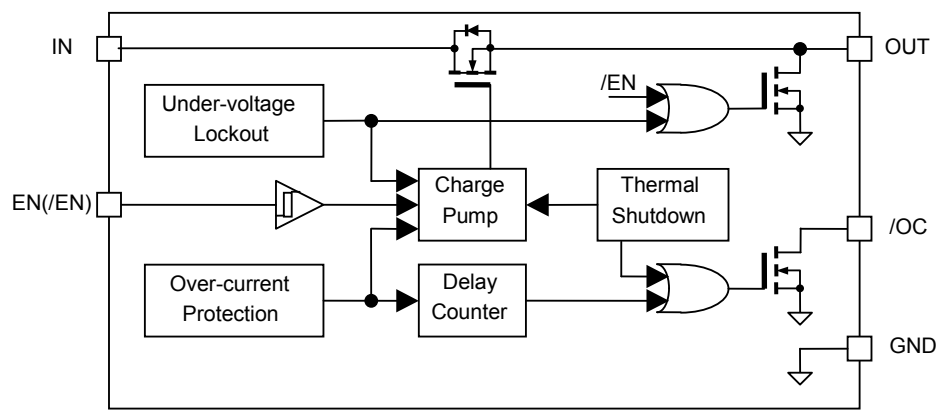 IN
OUT
/EN
Under-voltage
Lockout
EN(/EN)
Charge
Pump
Thermal
Shutdown
/OC
Over-current
Protection
Delay
Counter
GND